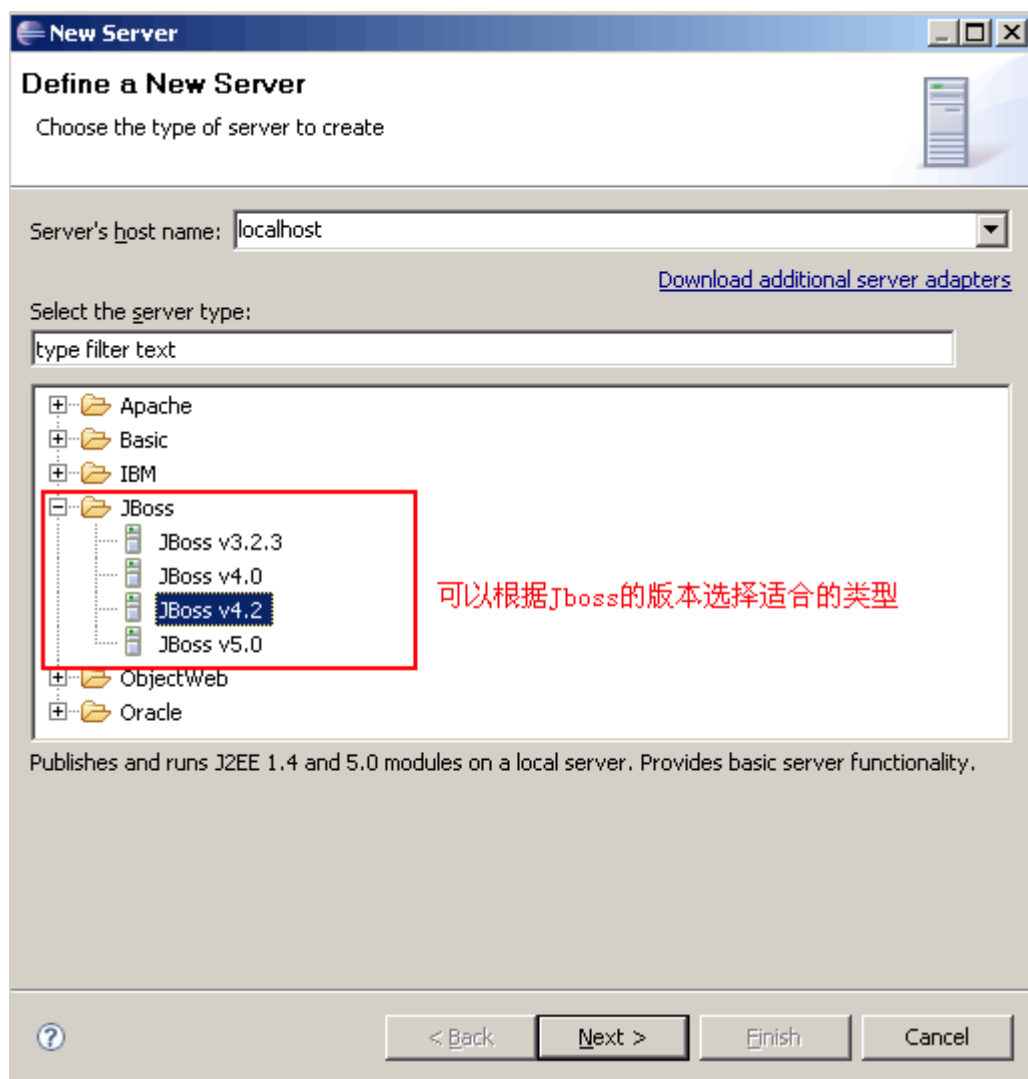 New Server
Define a New Server
Choose the type of server to create
Server's host name: localhost
Download additional server adapters
Select the server type:
type filter text
Apache
Basic
IBM
JBoss
JBoss v3.2.3
JBoss v4.0
可以根据Jboss的版本选择适合的类型
JBoss v4.2
JBoss v5.0
ObjectWeb
Oracle
Publishes and runs J2EE 1.4 and 5.0 modules on a local server. Provides basic server functionality.
? < Back Next > Finish Cancel